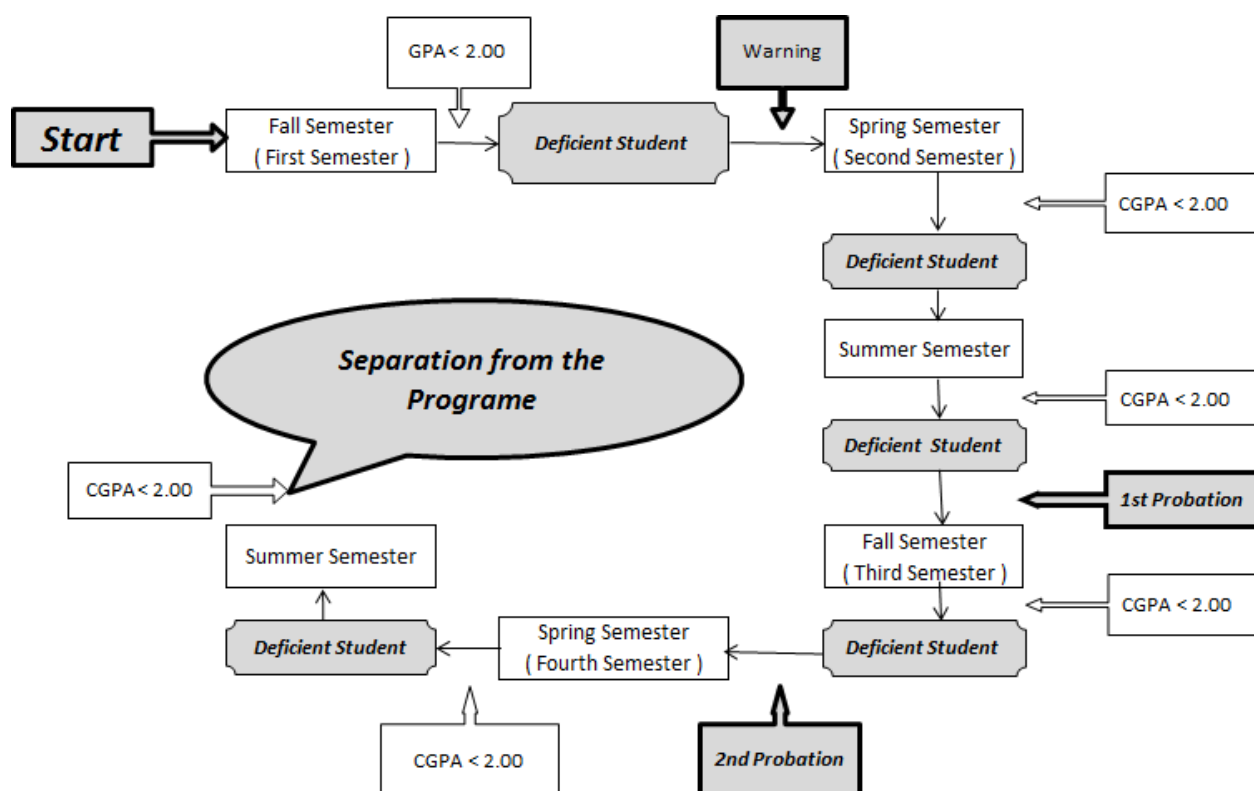 GPA < 2.00
Warning
Start
Fall Semester
( First Semester )
Deficient Student
Spring Semester
( Second Semester )
CGPA < 2.00
Deficient Student
Summer Semester
CGPA < 2.00
Deficient Student
1st Probation
Fall Semester
( Third Semester )
CGPA < 2.00
Deficient Student
2nd Probation
Spring Semester
( Fourth Semester )
CGPA < 2.00
Deficient Student
Summer Semester
CGPA < 2.00
Separation from the
Programe